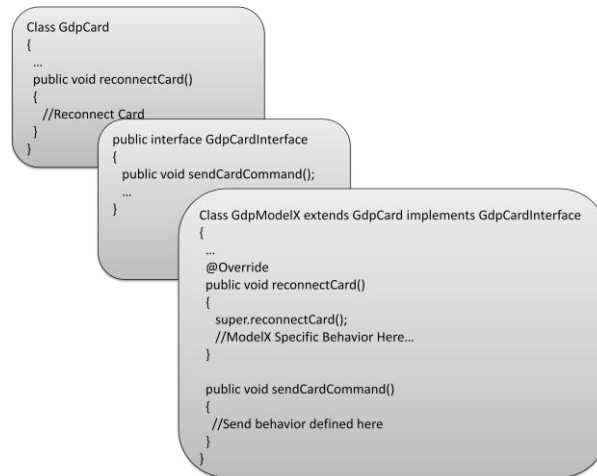 Class GdpCard
{
...
public void reconnectCard()
{
//Reconnect Card
}
}
public interface GdpCardInterface
{
public void sendCardCommand();
...
}
Class GdpModelX extends GdpCard implements GdpCardInterface
{
...
@Override
public void reconnectCard()
{
super.reconnectCard();
//ModelX Specific Behavior Here...
}
public void sendCardCommand()
{
//Send behavior defined here
}
}